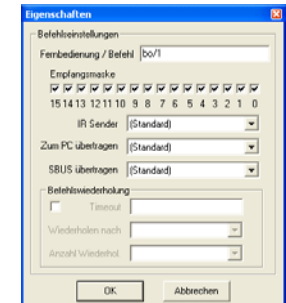 Eigenschaften
Befehlseinstellungen
Fernbedienung / Befehl bo/1
Empfangsmaske
15 14 13 12 11 10 9 8 7 6 5 4 3 2 1 0
IR Sender (Standard)
Zum PC übertragen (Standard)
SBUS übertragen (Standard)
Befehlswiederholung
Timeout
Wiederholen nach
Anzahl Wiederhol.
OK Abbrechen